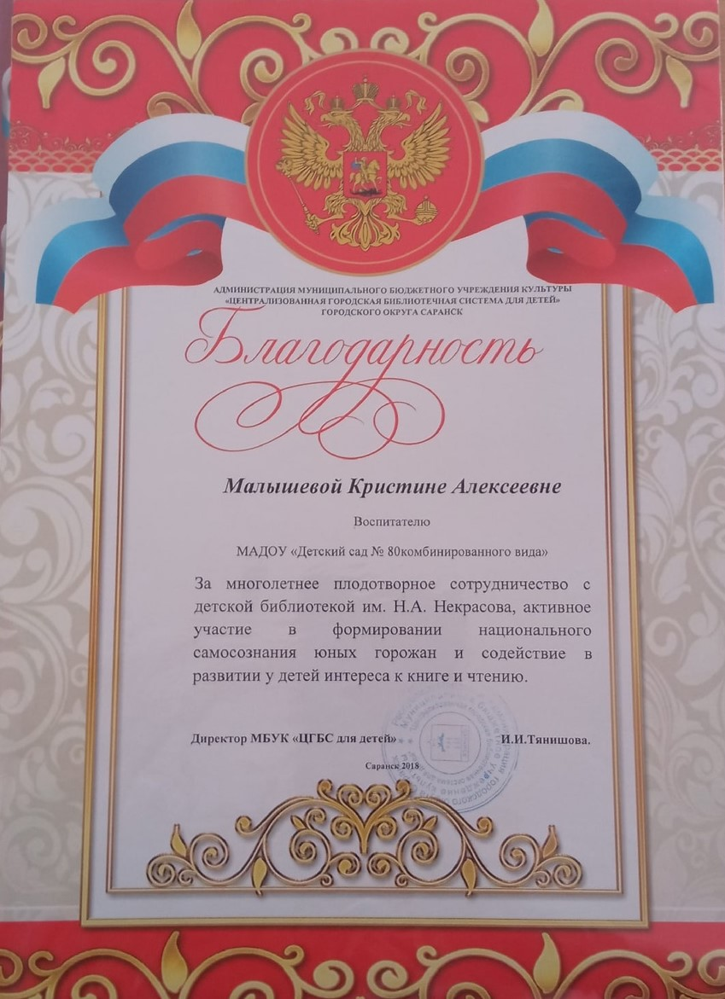 АДМИНИСТРАЦИЯ МУНИЦИПАЛЬНОГО БЮДЖЕТНОГО УЧРЕЖДЕНИЯ КУЛЬТУРЫ
«ЦЕНТРАЛИЗОВАННАЯ ГОРОДСКАЯ БИБЛИОТЕЧНАЯ СИСТЕМА ДЛЯ ДЕТЕЙ»
ГОРОДСКОГО ОКРУГА САРАНСК
Благодарность
Малышевой Кристине Алексеевне
Воспитателю
МАДОУ «Детский сад № 80комбинированного вида»
За многолетнее плодотворное сотрудничество с
детской библиотекой им. Н.А. Некрасова, активное
участие в формировании национального
самосознания юных горожан и содействие в
развитии у детей интереса к книге и чтению.
Директор МБУК «ЦГБС для детей» И.И.Тянишова.
Саранск 2018